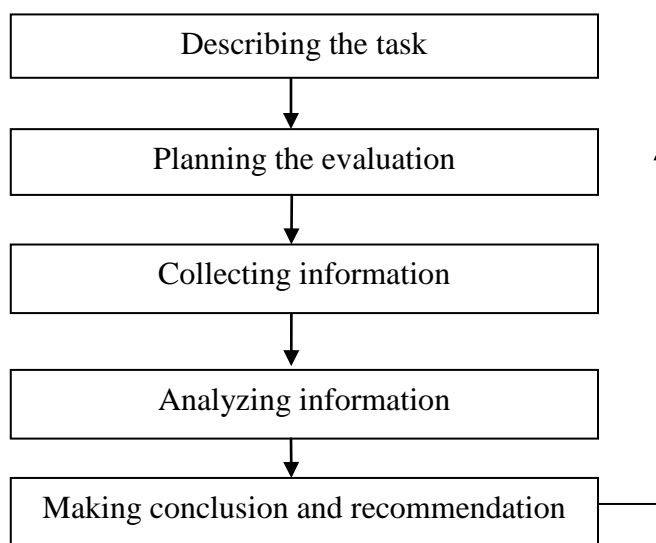 Describing the task
Planning the evaluation
Collecting information
Analyzing information
Making conclusion and recommendation